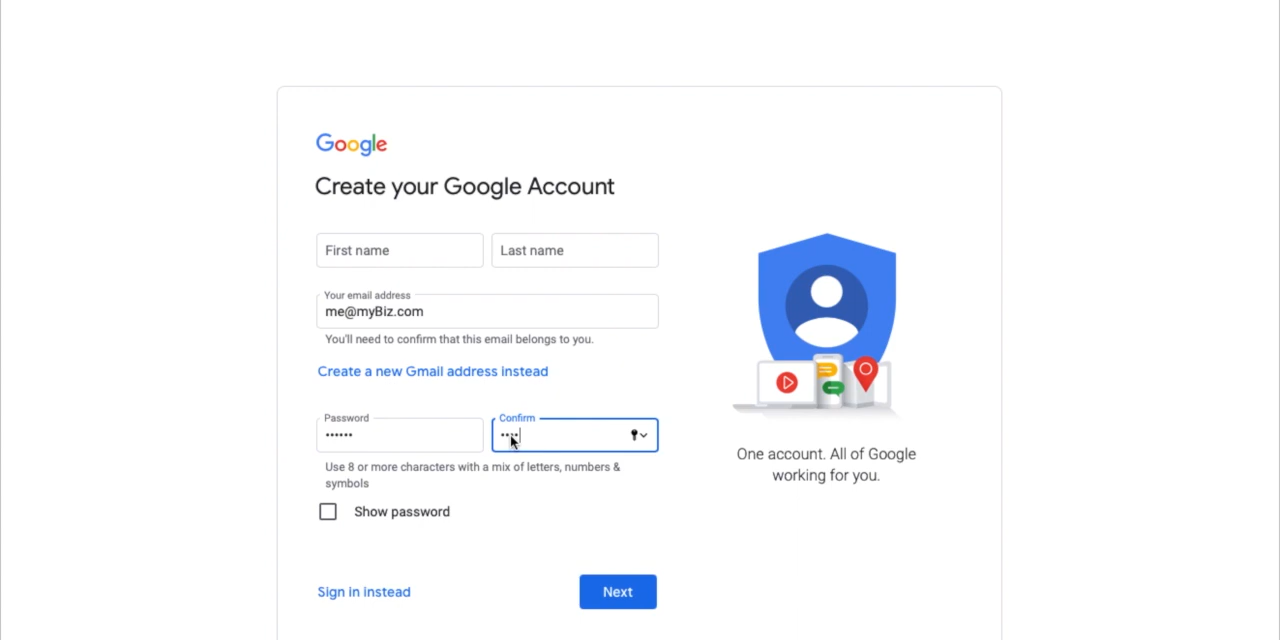 Google
Create your Google Account
First name
Last name
Your email address
me@myBiz.com
You'll need to confirm that this email belongs to you.
Create a new Gmail address instead
Password
Confirm
••••••
••••
Use 8 or more characters with a mix of letters, numbers &
symbols
Show password
One account. All of Google
working for you.
Sign in instead
Next